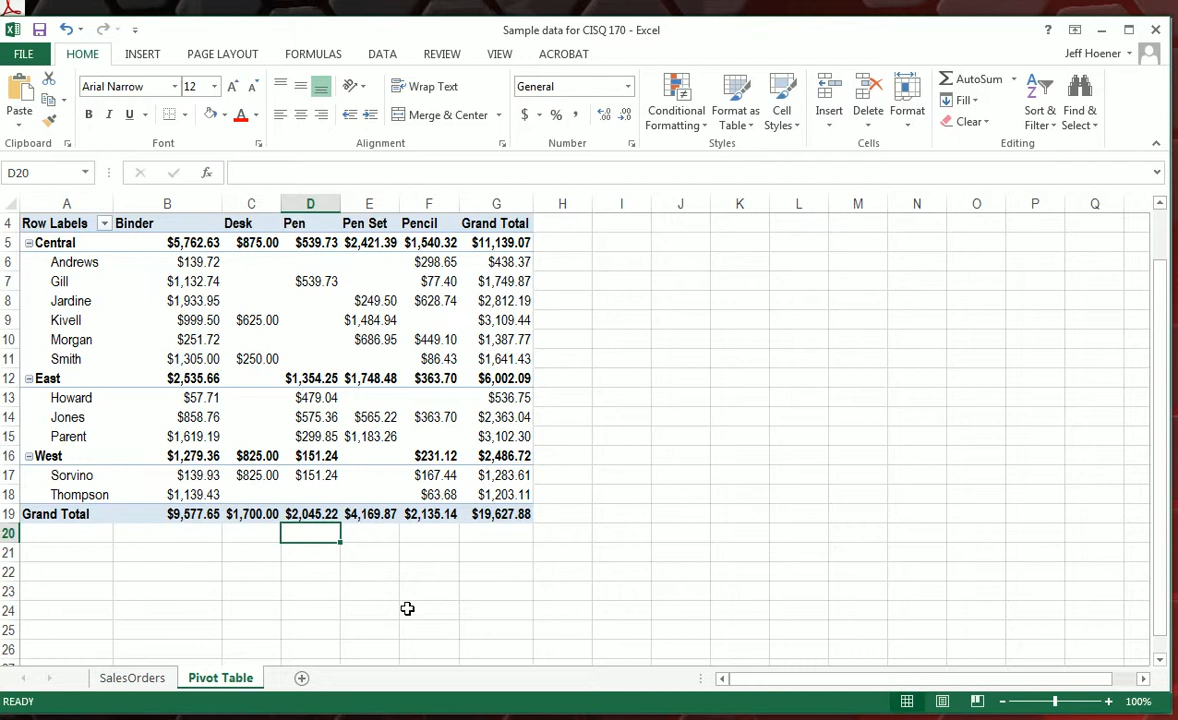 Sample data for CISQ 170 - Excel
?
FILE HOME INSERT PAGE LAYOUT FORMULAS DATA REVIEW VIEW ACROBAT Jeff Hoener
Paste Arial Narrow 12 Wrap Text General Conditional Formatting Format as Table Cell Styles Insert Delete Format AutoSum Sort & Filter Find & Select
B I U Merge & Center $ % , Fill
Clear
Clipboard Font Alignment Number Styles Cells Editing
D20 fx
A B C D E F G H I J K L M N O P Q
4 Row Labels Binder Desk Pen Pen Set Pencil Grand Total
5 Central $5,762.63 $875.00 $539.73 $2,421.39 $1,540.32 $11,139.07
6 Andrews $139.72 $298.65 $438.37
7 Gill $1,132.74 $539.73 $77.40 $1,749.87
8 Jardine $1,933.95 $249.50 $628.74 $2,812.19
9 Kivell $999.50 $625.00 $1,484.94 $3,109.44
10 Morgan $251.72 $686.95 $449.10 $1,387.77
11 Smith $1,305.00 $250.00 $86.43 $1,641.43
12 East $2,535.66 $1,354.25 $1,748.48 $363.70 $6,002.09
13 Howard $57.71 $479.04 $536.75
14 Jones $858.76 $575.36 $565.22 $363.70 $2,363.04
15 Parent $1,619.19 $299.85 $1,183.26 $3,102.30
16 West $1,279.36 $825.00 $151.24 $231.12 $2,486.72
17 Sorvino $139.93 $825.00 $151.24 $167.44 $1,283.61
18 Thompson $1,139.43 $63.68 $1,203.11
19 Grand Total $9,577.65 $1,700.00 $2,045.22 $4,169.87 $2,135.14 $19,627.88
20
21
22
23
24
25
26
SalesOrders Pivot Table
READY 100%